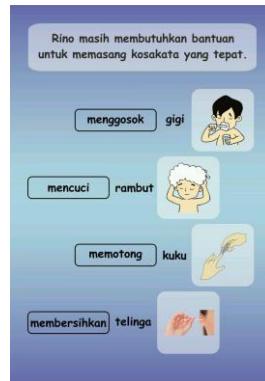 Rino masih membutuhkan bantuan
untuk memasang kosakata yang tepat.
menggosok gigi
mencuci rambut
memotong kuku
membersihkan telinga